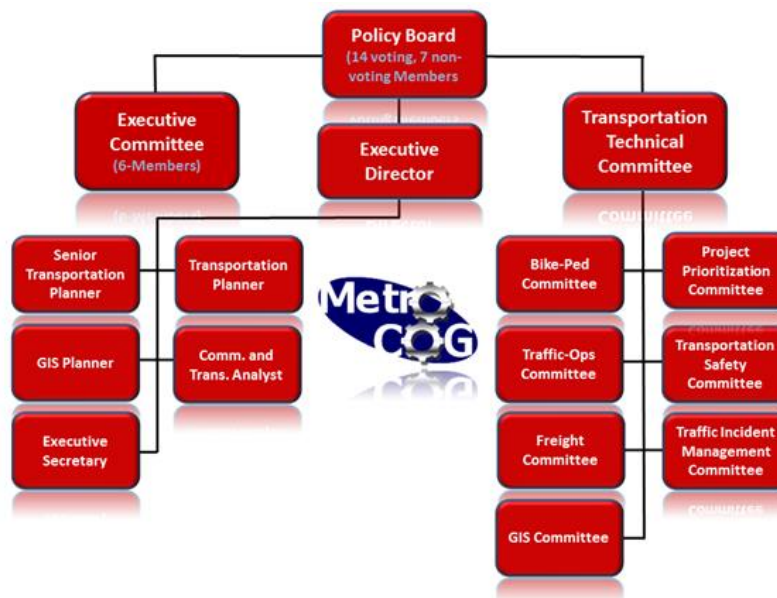 Policy Board
(14 voting, 7 non-
voting Members
Executive
Committee
(6-Members)
Executive
Director
Transportation
Technical
Committee
Senior
Transportation
Planner
Transportation
Planner
GIS Planner
Comm. and
Trans. Analyst
Executive
Secretary
Metro
COG
Bike-Ped
Committee
Project
Prioritization
Committee
Traffic-Ops
Committee
Transportation
Safety
Committee
Freight
Committee
Traffic Incident
Management
Committee
GIS Committee